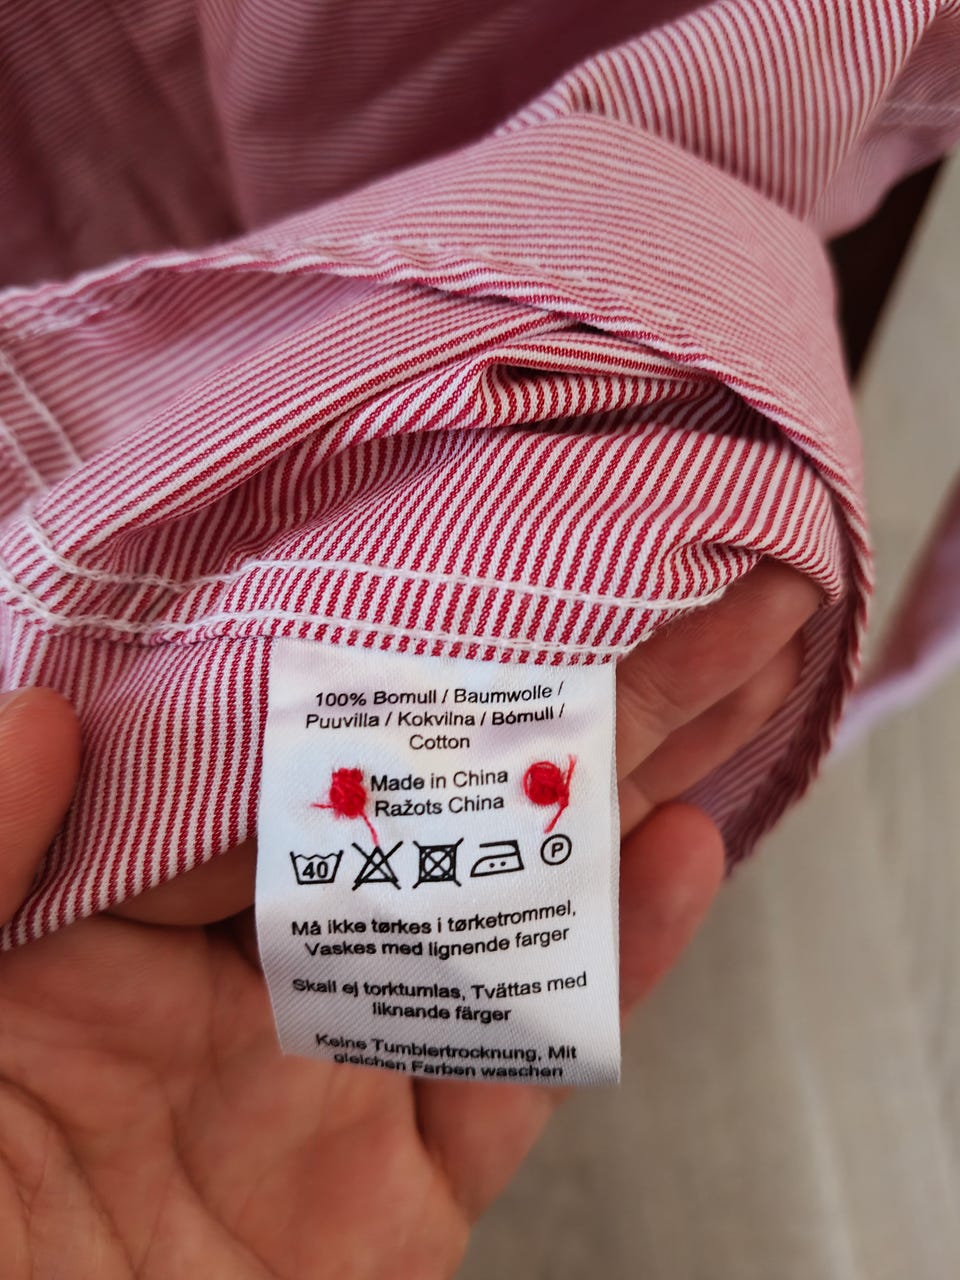 100% Bomull / Baumwolle /
Puuvilla / Kokvilna / Bómull /
Cotton
Made in China
Ražots China
40
P
Må ikke tørkes i tørketrommel,
Vaskes med lignende farger
Skall ej torktumlas, Tvättas med
liknande färger
Keine Tumblertrocknung, Mit
gleichen Farben waschen